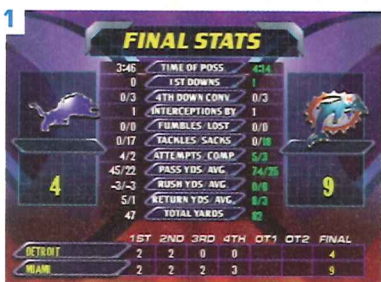 1
FINAL STATS
3:46 TIME OF POSS 4:14
0 1ST DOWNS 1
0/3 4TH DOWN CONV. 0/3
1 INTERCEPTIONS BY 1
0/0 FUMBLES LOST 0/0
0/17 TACKLES SACKS 0/18
4/2 ATTEMPTS COMP. 5/3
45/22 PASS YDS. AVG. 74/25
-3/-3 RUSH YDS. AVG. 0/0
5/1 RETURN YDS. AVG. 8/3
47 TOTAL YARDS 82
4 9
1ST 2ND 3RD 4TH OT1 OT2 FINAL
DETROIT 2 2 0 0 4
MIAMI 2 2 2 3 9